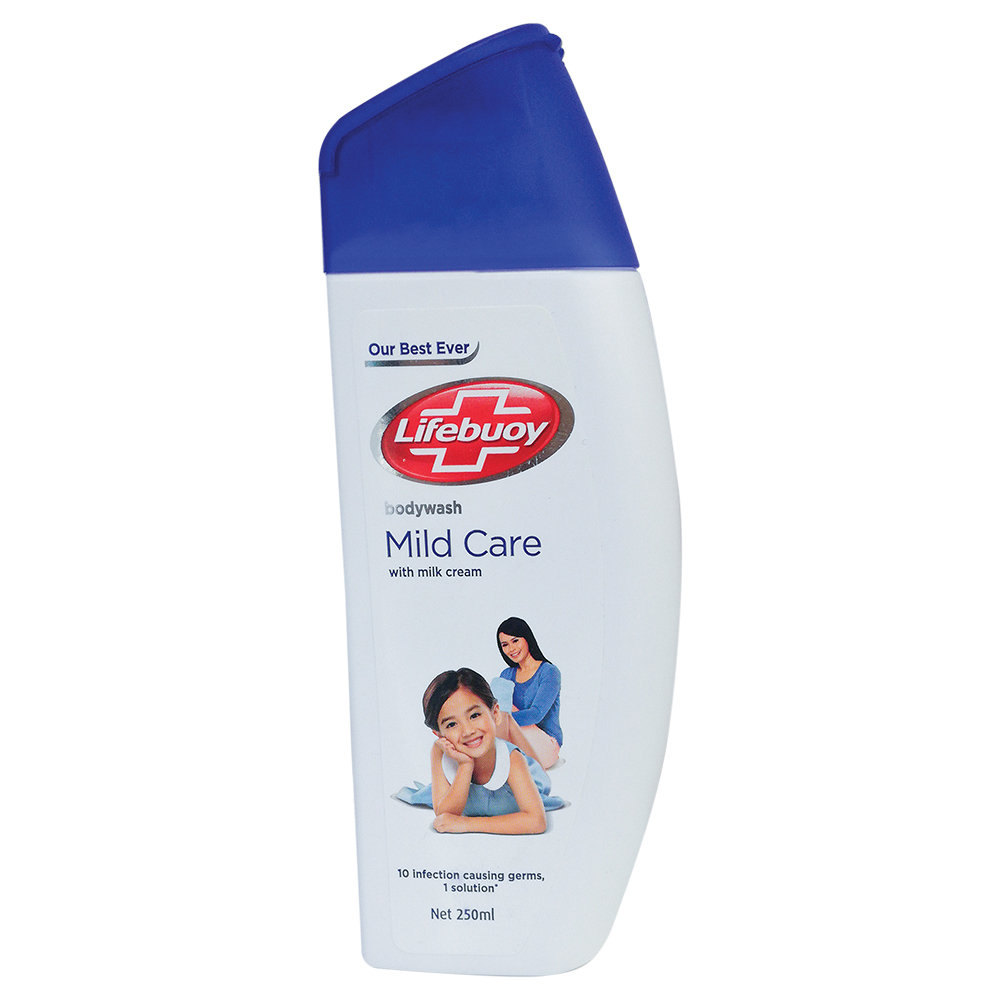 Our Best Ever
Lifebuoy
bodywash
Mild Care
with milk cream
10 infection causing germs,
1 solution*
Net 250ml